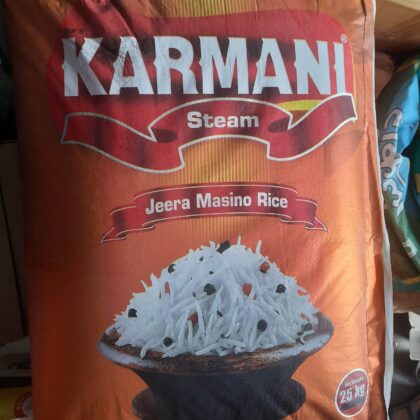 KARMANI®
Steam
Jeera Masino Rice
25 kg